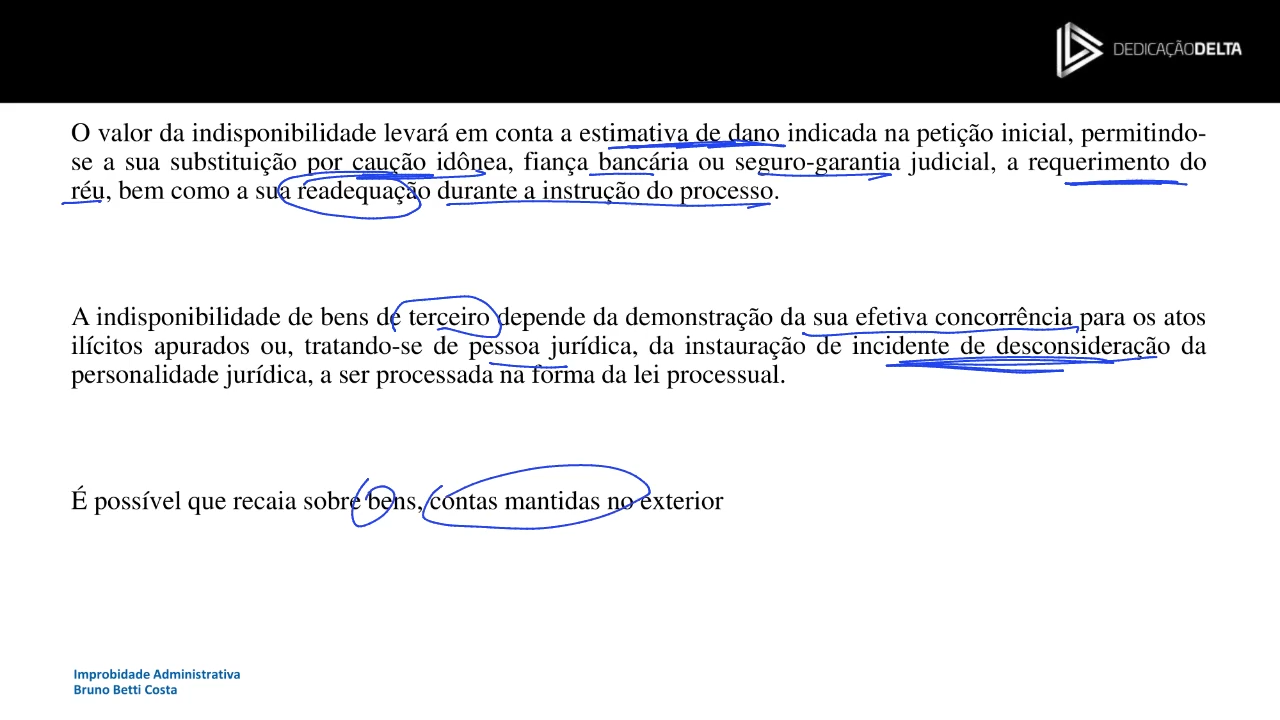 DEDICAÇÃODELTA
O valor da indisponibilidade levará em conta a estimativa de dano indicada na petição inicial, permitindo-
se a sua substituição por caução idônea, fiança bancária ou seguro-garantia judicial, a requerimento do
réu, bem como a sua readequação durante a instrução do processo.
A indisponibilidade de bens de terceiro depende da demonstração da sua efetiva concorrência para os atos
ilícitos apurados ou, tratando-se de pessoa jurídica, da instauração de incidente de desconsideração da
personalidade jurídica, a ser processada na forma da lei processual.
É possível que recaia sobre bens, contas mantidas no exterior
Improbidade Administrativa
Bruno Betti Costa